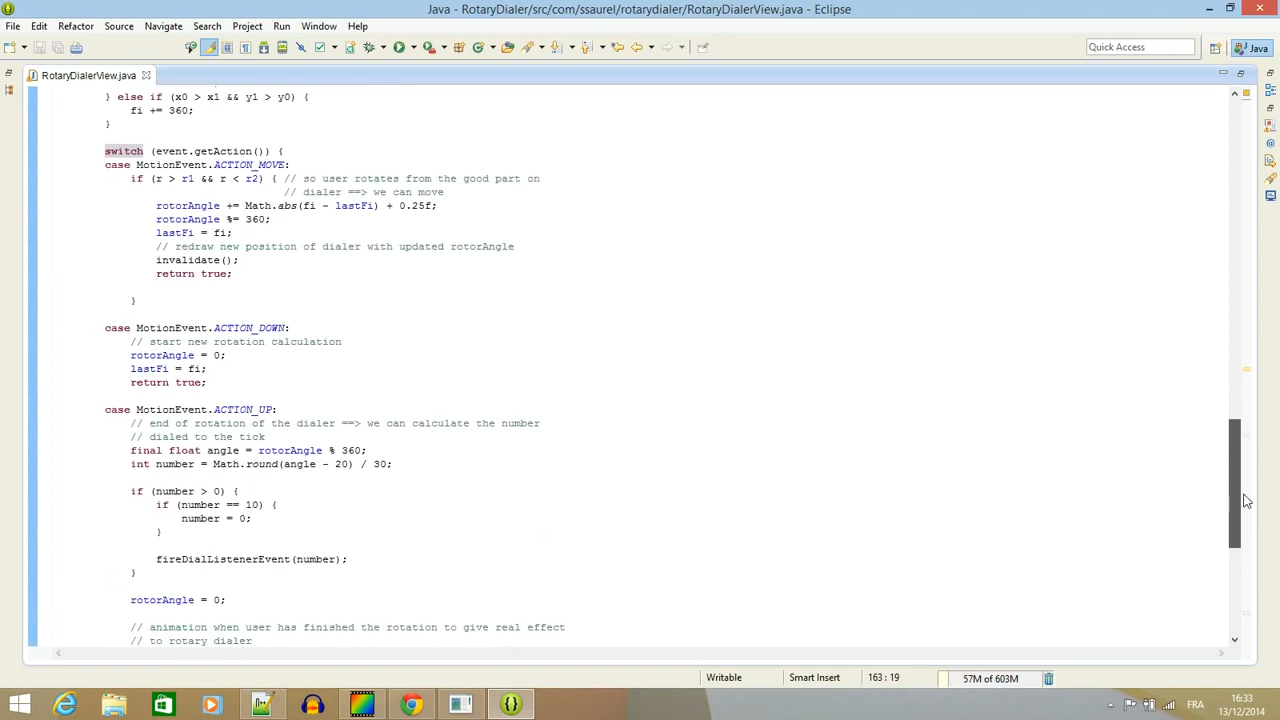 Java - RotaryDialer/src/com/ssaurel/rotarydialer/RotaryDialerView.java - Eclipse
File Edit Refactor Source Navigate Search Project Run Window Help
Quick Access
Java
RotaryDialerView.java
} else if (x0 > x1 && y1 > y0) {
fi += 360;
}
switch (event.getAction()) {
case MotionEvent.ACTION_MOVE:
if (r > r1 && r < r2) { // so user rotates from the good part on
// dialer ==> we can move
rotorAngle += Math.abs(fi - lastFi) + 0.25f;
rotorAngle %= 360;
lastFi = fi;
// redraw new position of dialer with updated rotorAngle
invalidate();
return true;
}
case MotionEvent.ACTION_DOWN:
// start new rotation calculation
rotorAngle = 0;
lastFi = fi;
return true;
case MotionEvent.ACTION_UP:
// end of rotation of the dialer ==> we can calculate the number
// dialed to the tick
final float angle = rotorAngle % 360;
int number = Math.round(angle - 20) / 30;
if (number > 0) {
if (number == 10) {
number = 0;
}
fireDialListenerEvent(number);
}
rotorAngle = 0;
// animation when user has finished the rotation to give real effect
// to rotary dialer
Writable Smart Insert 163 : 19 57M of 603M
FRA
16:33
13/12/2014